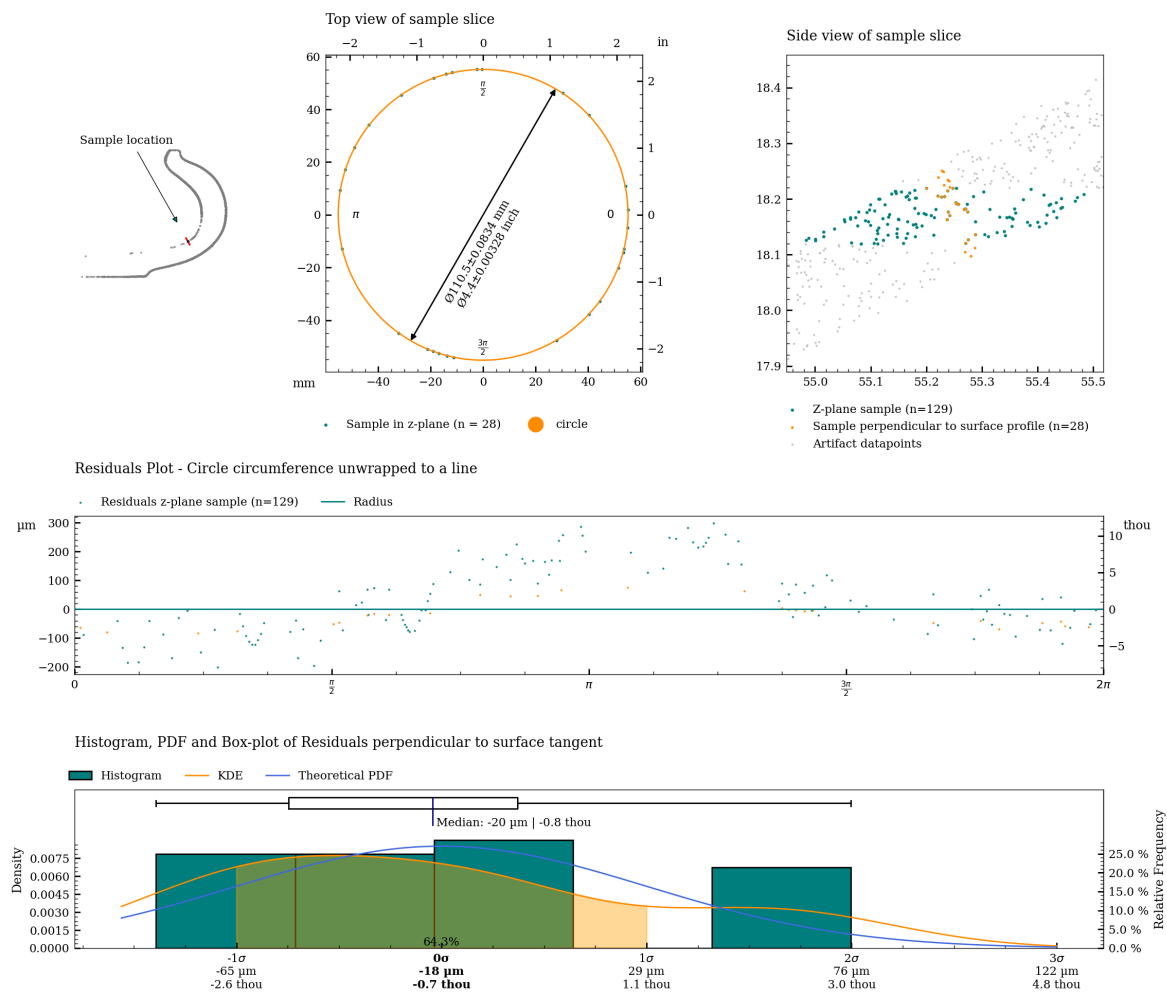 Top view of sample slice
−2 −1 0 1 2 in
Side view of sample slice
Sample location
60
40
20
0
−20
−40
mm
−40 −20 0 20 40 60
2
1
0
−1
−2
π/2
π
0
3π/2
Ø110.5±0.0834 mm
Ø4.4±0.00328 inch
Sample in z-plane (n = 28)
circle
18.4
18.3
18.2
18.1
18.0
17.9
55.0 55.1 55.2 55.3 55.4 55.5
Z-plane sample (n=129)
Sample perpendicular to surface profile (n=28)
Artifact datapoints
Residuals Plot - Circle circumference unwrapped to a line
Residuals z-plane sample (n=129)
Radius
µm
300
200
100
0
−100
−200
thou
10
5
0
−5
0 π/2 π 3π/2 2π
Histogram, PDF and Box-plot of Residuals perpendicular to surface tangent
Histogram
KDE
Theoretical PDF
Median: -20 µm | -0.8 thou
Density
0.0075
0.0060
0.0045
0.0030
0.0015
0.0000
Relative Frequency
25.0 %
20.0 %
15.0 %
10.0 %
5.0 %
0.0 %
64.3%
-1σ 0σ 1σ 2σ 3σ
-65 µm -18 µm 29 µm 76 µm 122 µm
-2.6 thou -0.7 thou 1.1 thou 3.0 thou 4.8 thou